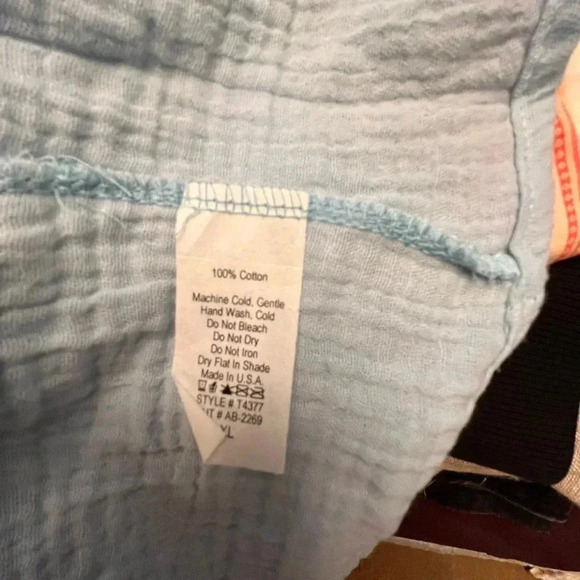 100% Cotton
Machine Cold, Gentle
Hand Wash, Cold
Do Not Bleach
Do Not Dry
Do Not Iron
Dry Flat In Shade
Made In U.S.A.
STYLE # T4377
# AB-2269
XL